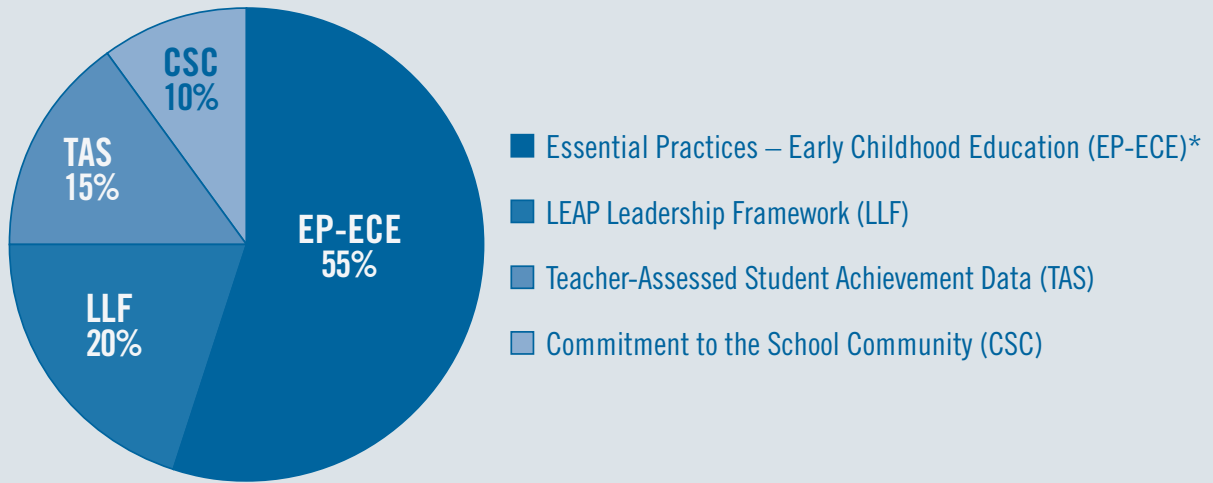 CSC
10%
TAS
15%
EP-ECE
55%
LLF
20%
Essential Practices – Early Childhood Education (EP-ECE)*
LEAP Leadership Framework (LLF)
Teacher-Assessed Student Achievement Data (TAS)
Commitment to the School Community (CSC)